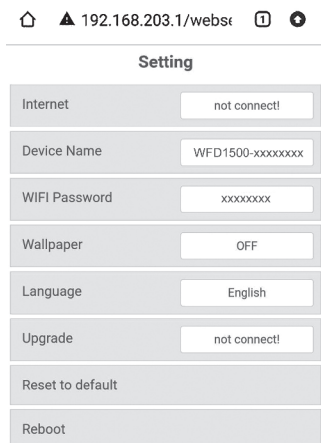 192.168.203.1/webse 1
Setting
Internet not connect!
Device Name WFD1500-xxxxxxxx
WIFI Password xxxxxxxx
Wallpaper OFF
Language English
Upgrade not connect!
Reset to default
Reboot